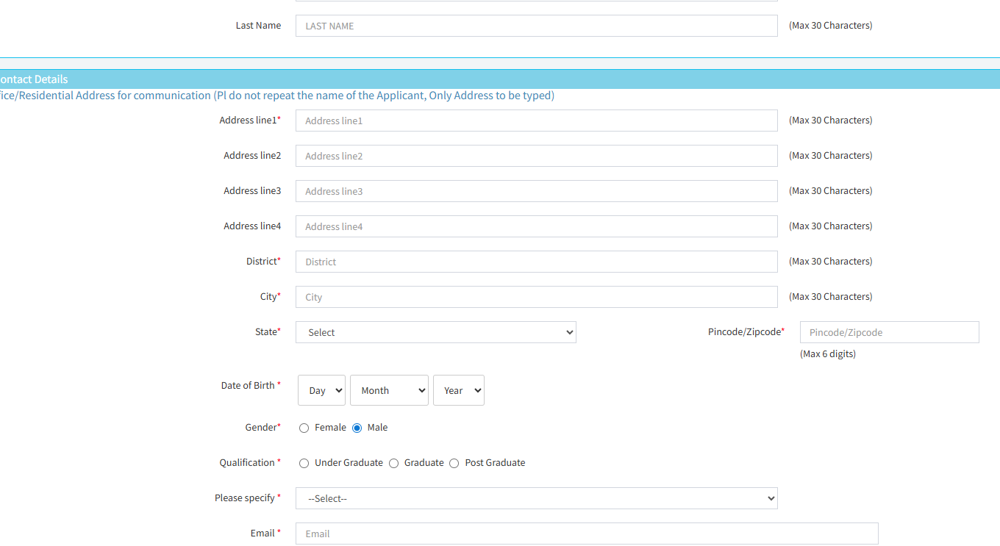 Last Name LAST NAME (Max 30 Characters)
ontact Details
fice/Residential Address for communication (Pl do not repeat the name of the Applicant, Only Address to be typed)
Address line1* Address line1 (Max 30 Characters)
Address line2 Address line2 (Max 30 Characters)
Address line3 Address line3 (Max 30 Characters)
Address line4 Address line4 (Max 30 Characters)
District* District (Max 30 Characters)
City* City (Max 30 Characters)
State* Select Pincode/Zipcode* Pincode/Zipcode
(Max 6 digits)
Date of Birth * Day Month Year
Gender* Female Male
Qualification * Under Graduate Graduate Post Graduate
Please specify * --Select--
Email * Email